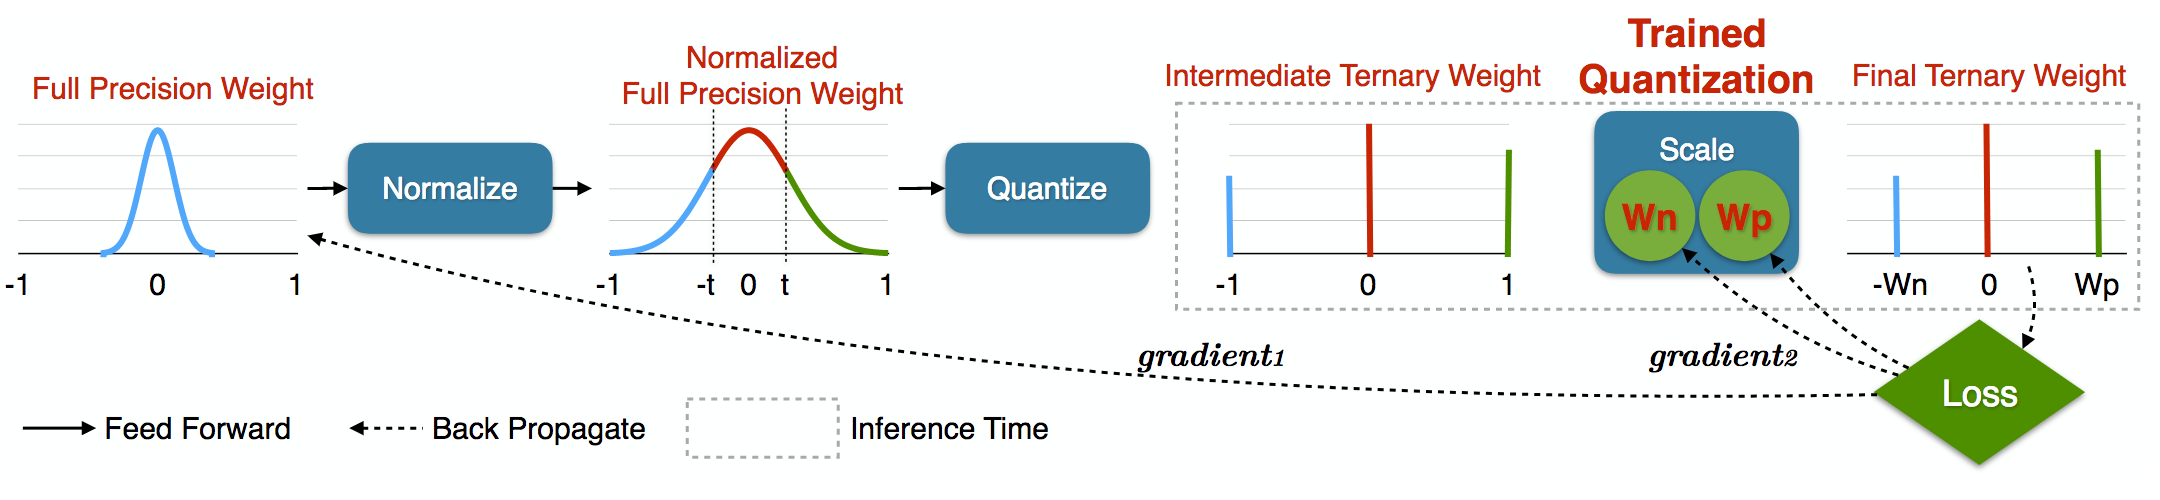 Full Precision Weight
-1 0 1
Normalize
Normalized
Full Precision Weight
-1 -t 0 t 1
Quantize
Intermediate Ternary Weight
-1 0 1
Trained
Quantization
Scale
Wn Wp
Final Ternary Weight
-Wn 0 Wp
gradient1
gradient2
Loss
Feed Forward
Back Propagate
Inference Time